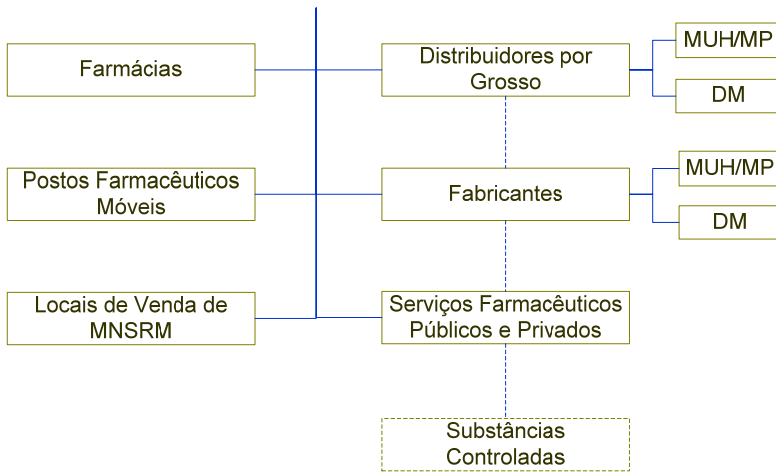 Farmácias
Distribuidores por
Grosso
MUH/MP
DM
Postos Farmacêuticos
Móveis
Fabricantes
MUH/MP
DM
Locais de Venda de
MNSRM
Serviços Farmacêuticos
Públicos e Privados
Substâncias
Controladas